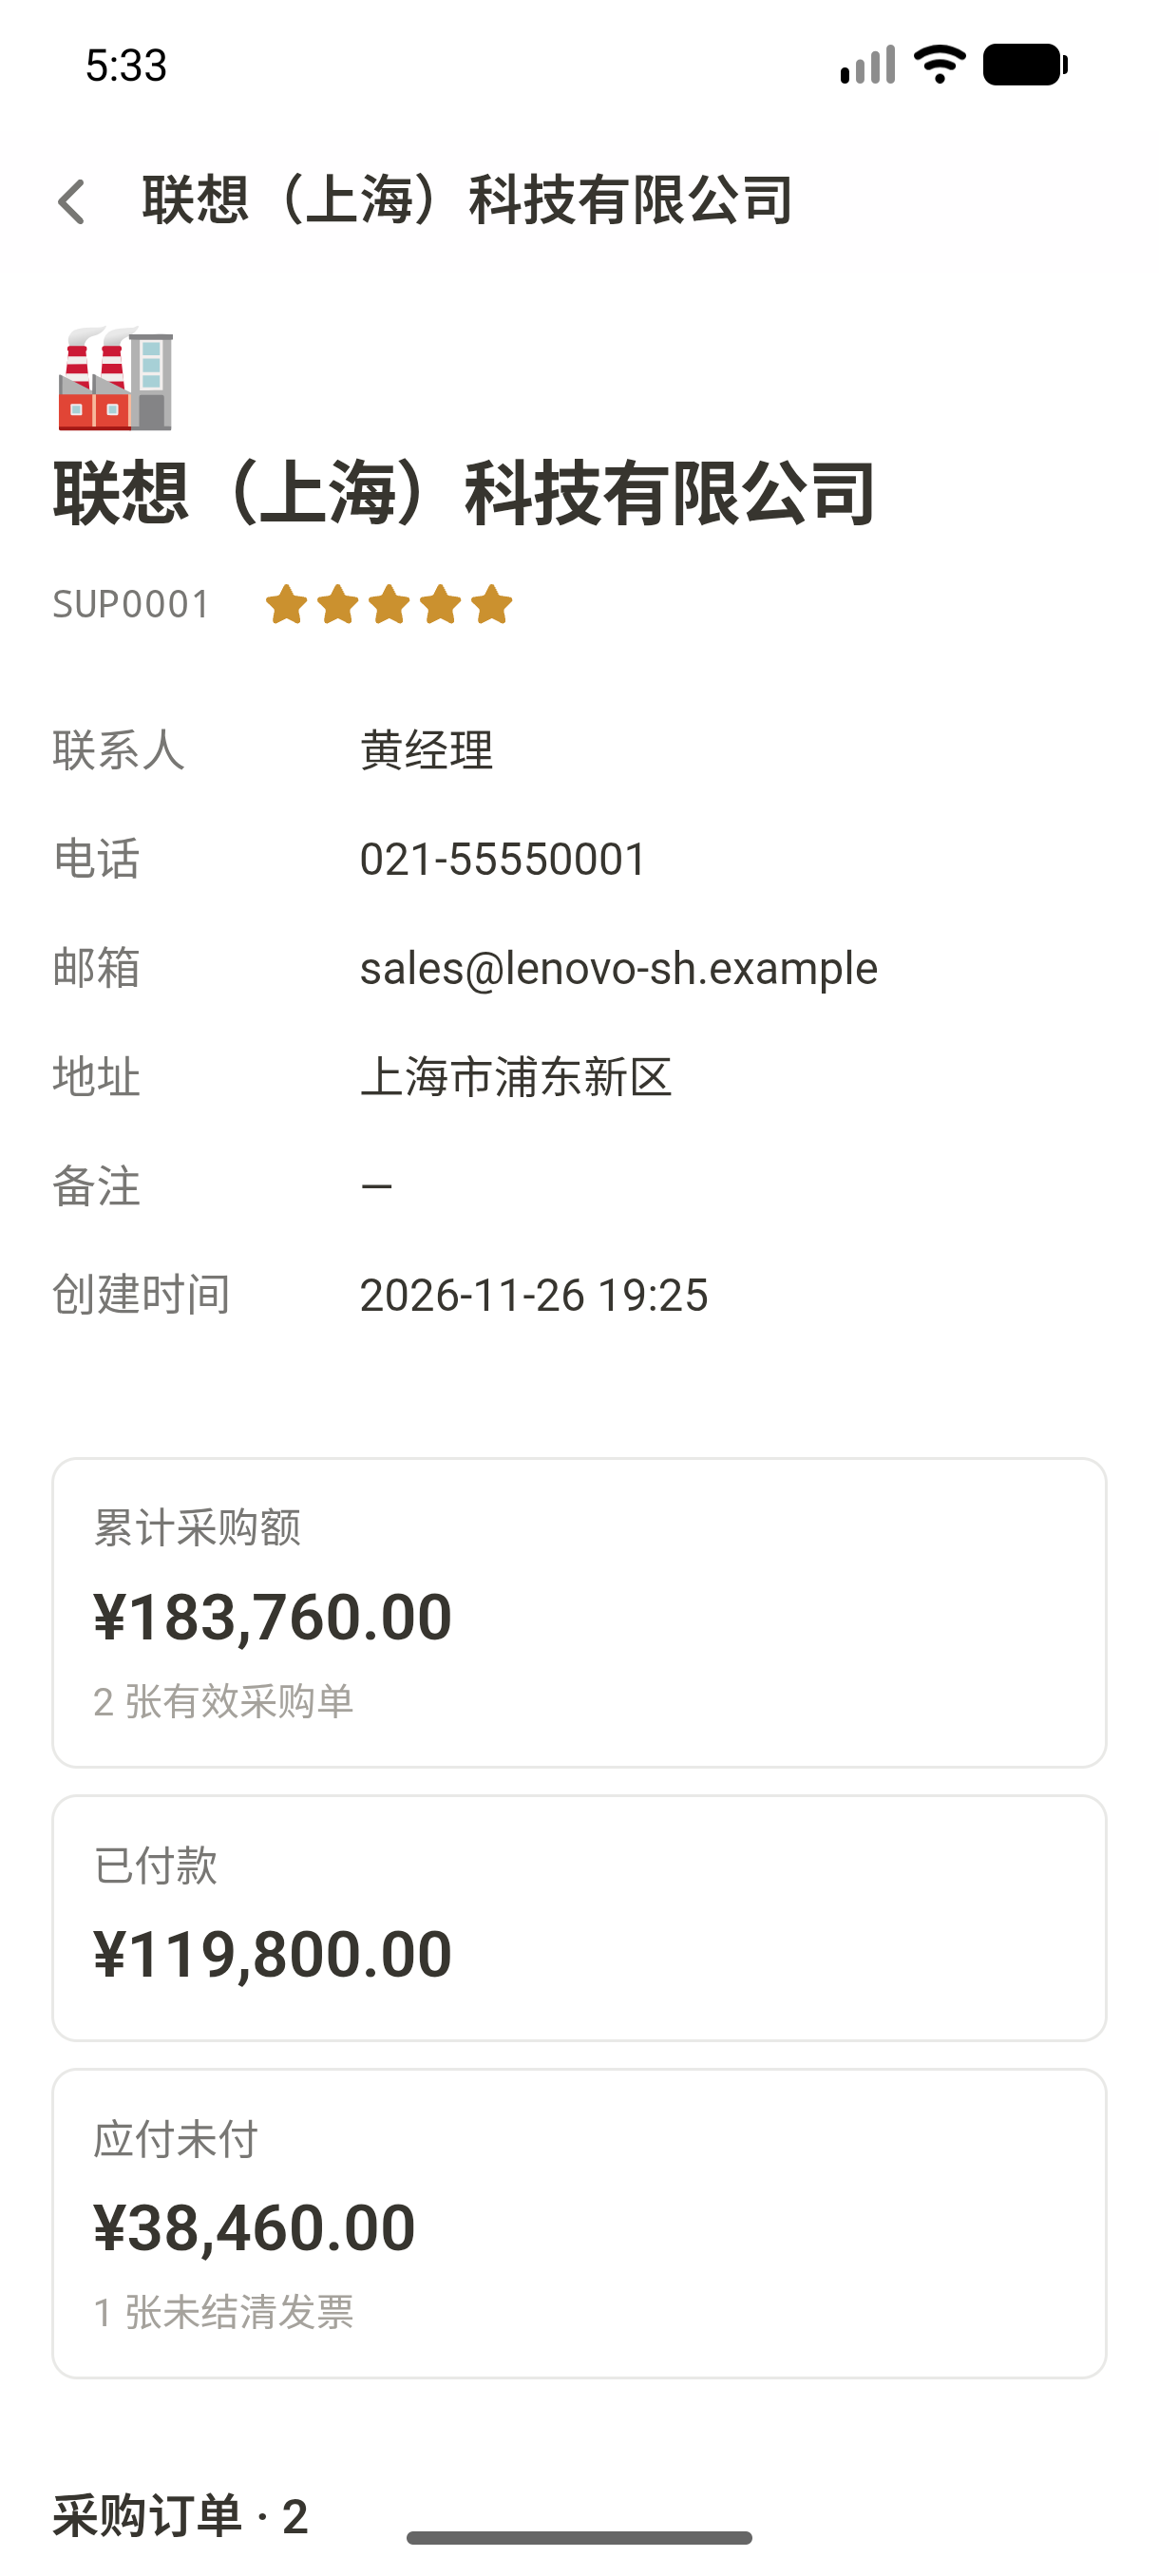 5:33
联想（上海）科技有限公司
联想（上海）科技有限公司
SUP0001
联系人 黄经理
电话 021-55550001
邮箱 sales@lenovo-sh.example
地址 上海市浦东新区
备注 —
创建时间 2026-11-26 19:25
累计采购额
¥183,760.00
2 张有效采购单
已付款
¥119,800.00
应付未付
¥38,460.00
1 张未结清发票
采购订单 · 2